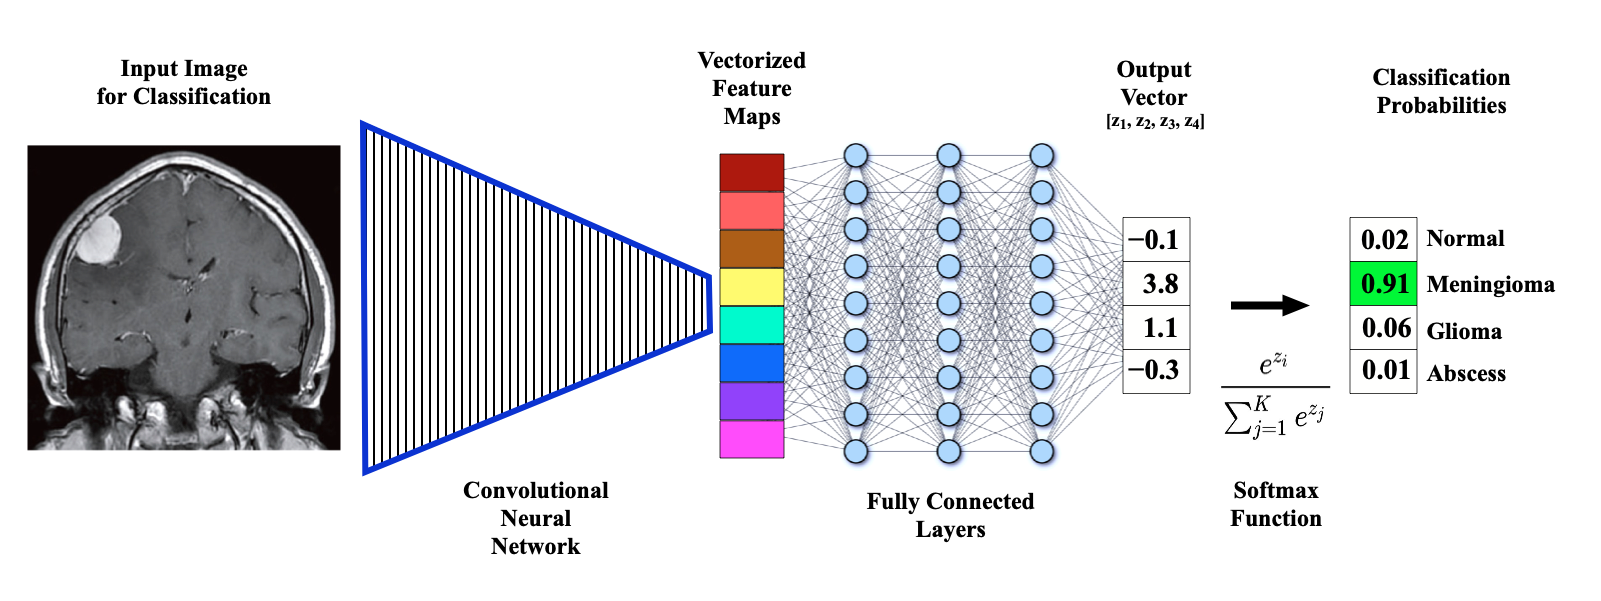 Input Image
for Classification
Vectorized
Feature
Maps
Output
Vector
[z₁, z₂, z₃, z₄]
Classification
Probabilities
−0.1
3.8
1.1
−0.3
0.02 Normal
0.91 Meningioma
0.06 Glioma
0.01 Abscess
e^{z_i}
∑_{j=1}^{K} e^{z_j}
Convolutional
Neural
Network
Fully Connected
Layers
Softmax
Function